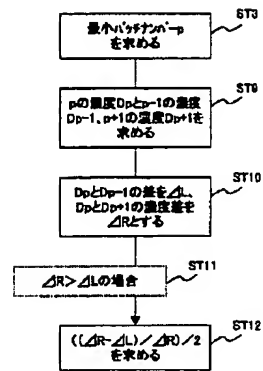 ST3
最小パッチナンバーp
を求める
ST9
pの濃度Dpとp-1の濃度
Dp-1、p+1の濃度Dp+1を
求める
ST10
DpとDp-1の差を⊿L、
DpとDp+1の濃度差を
⊿Rとする
ST11
⊿R>⊿Lの場合
ST12
((⊿R-⊿L)/⊿R)/2
を求める